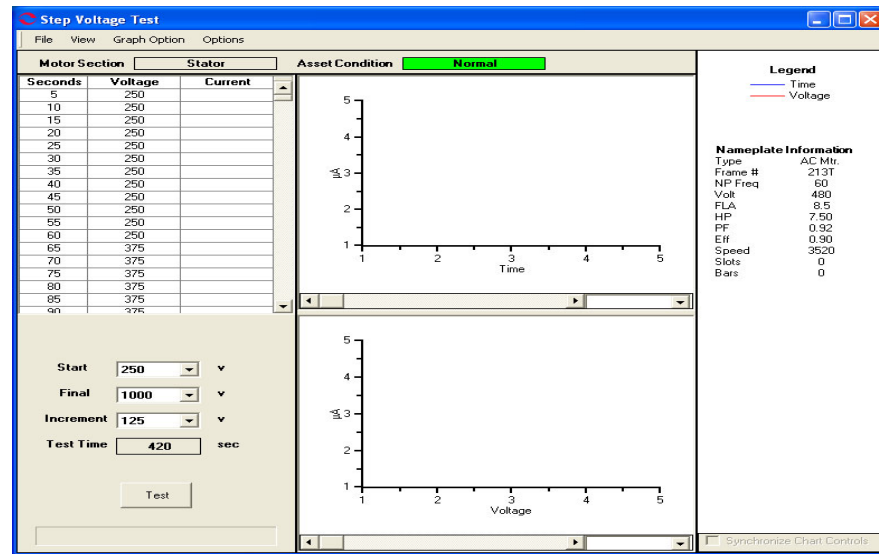 Step Voltage Test
File View Graph Option Options
Motor Section Stator
Asset Condition Normal
Seconds Voltage Current
5 250
10 250
15 250
20 250
25 250
30 250
35 250
40 250
45 250
50 250
55 250
60 250
65 375
70 375
75 375
80 375
85 375
90 375
Start 250 v
Final 1000 v
Increment 125 v
Test Time 420 sec
Test
5
4
µA 3
2
1
1 2 3 4 5
Time
5
4
µA 3
2
1
1 2 3 4 5
Voltage
Legend
Time
Voltage
Nameplate Information
Type AC Mtr.
Frame # 213T
NP Freq 60
Volt 480
FLA 8.5
HP 7.50
PF 0.92
Eff 0.90
Speed 3520
Slots 0
Bars 0
Synchronize Chart Controls